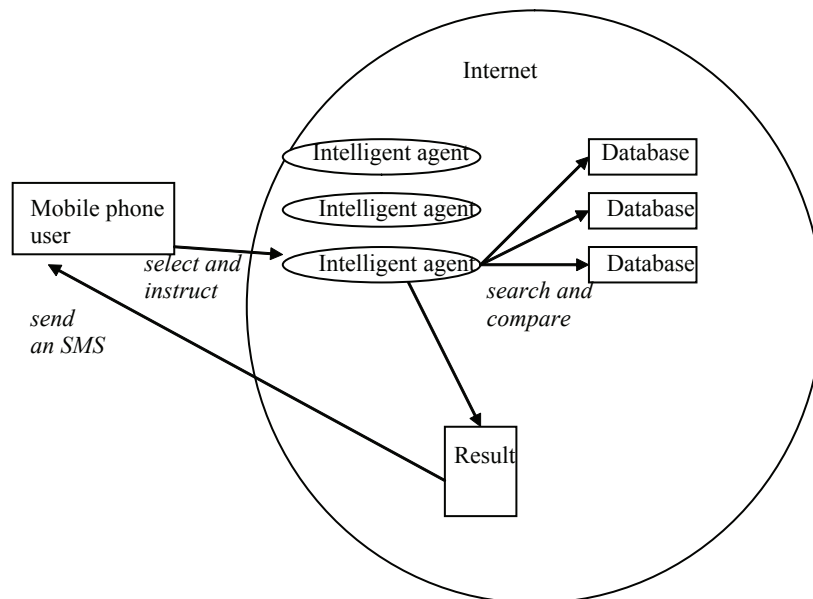 Internet
Intelligent agent
Database
Intelligent agent
Database
Mobile phone
user
Intelligent agent
Database
select and
instruct
search and
compare
send
an SMS
Result